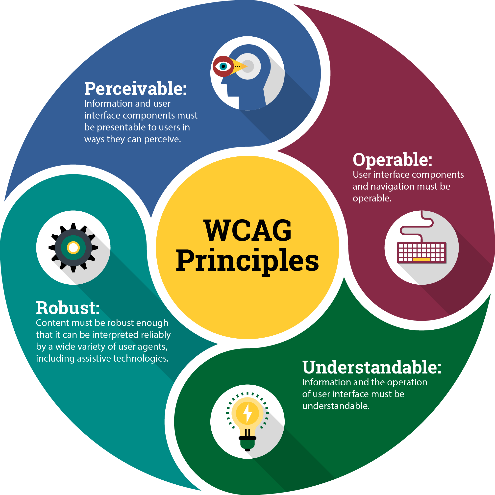 Perceivable:
Information and user
interface components must
be presentable to users in
ways they can perceive.
Operable:
User interface components
and navigation must be
operable.
WCAG
Principles
Robust:
Content must be robust enough
that it can be interpreted reliably
by a wide variety of user agents,
including assistive technologies.
Understandable:
Information and the operation
of user interface must be
understandable.